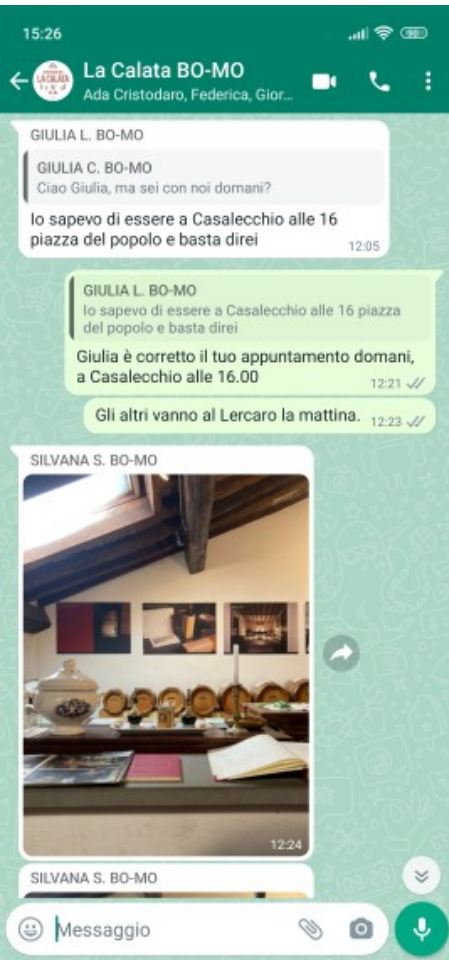 15:26
90
La Calata BO-MO
Ada Cristodaro, Federica, Gior...
LA CALATA
GIULIA L. BO-MO
GIULIA C. BO-MO
Ciao Giulia, ma sei con noi domani?
Io sapevo di essere a Casalecchio alle 16
piazza del popolo e basta direi
12:05
GIULIA L. BO-MO
Io sapevo di essere a Casalecchio alle 16 piazza
del popolo e basta direi
Giulia è corretto il tuo appuntamento domani,
a Casalecchio alle 16.00
12:21
Gli altri vanno al Lercaro la mattina.
12:23
SILVANA S. BO-MO
12:24
SILVANA S. BO-MO
Messaggio